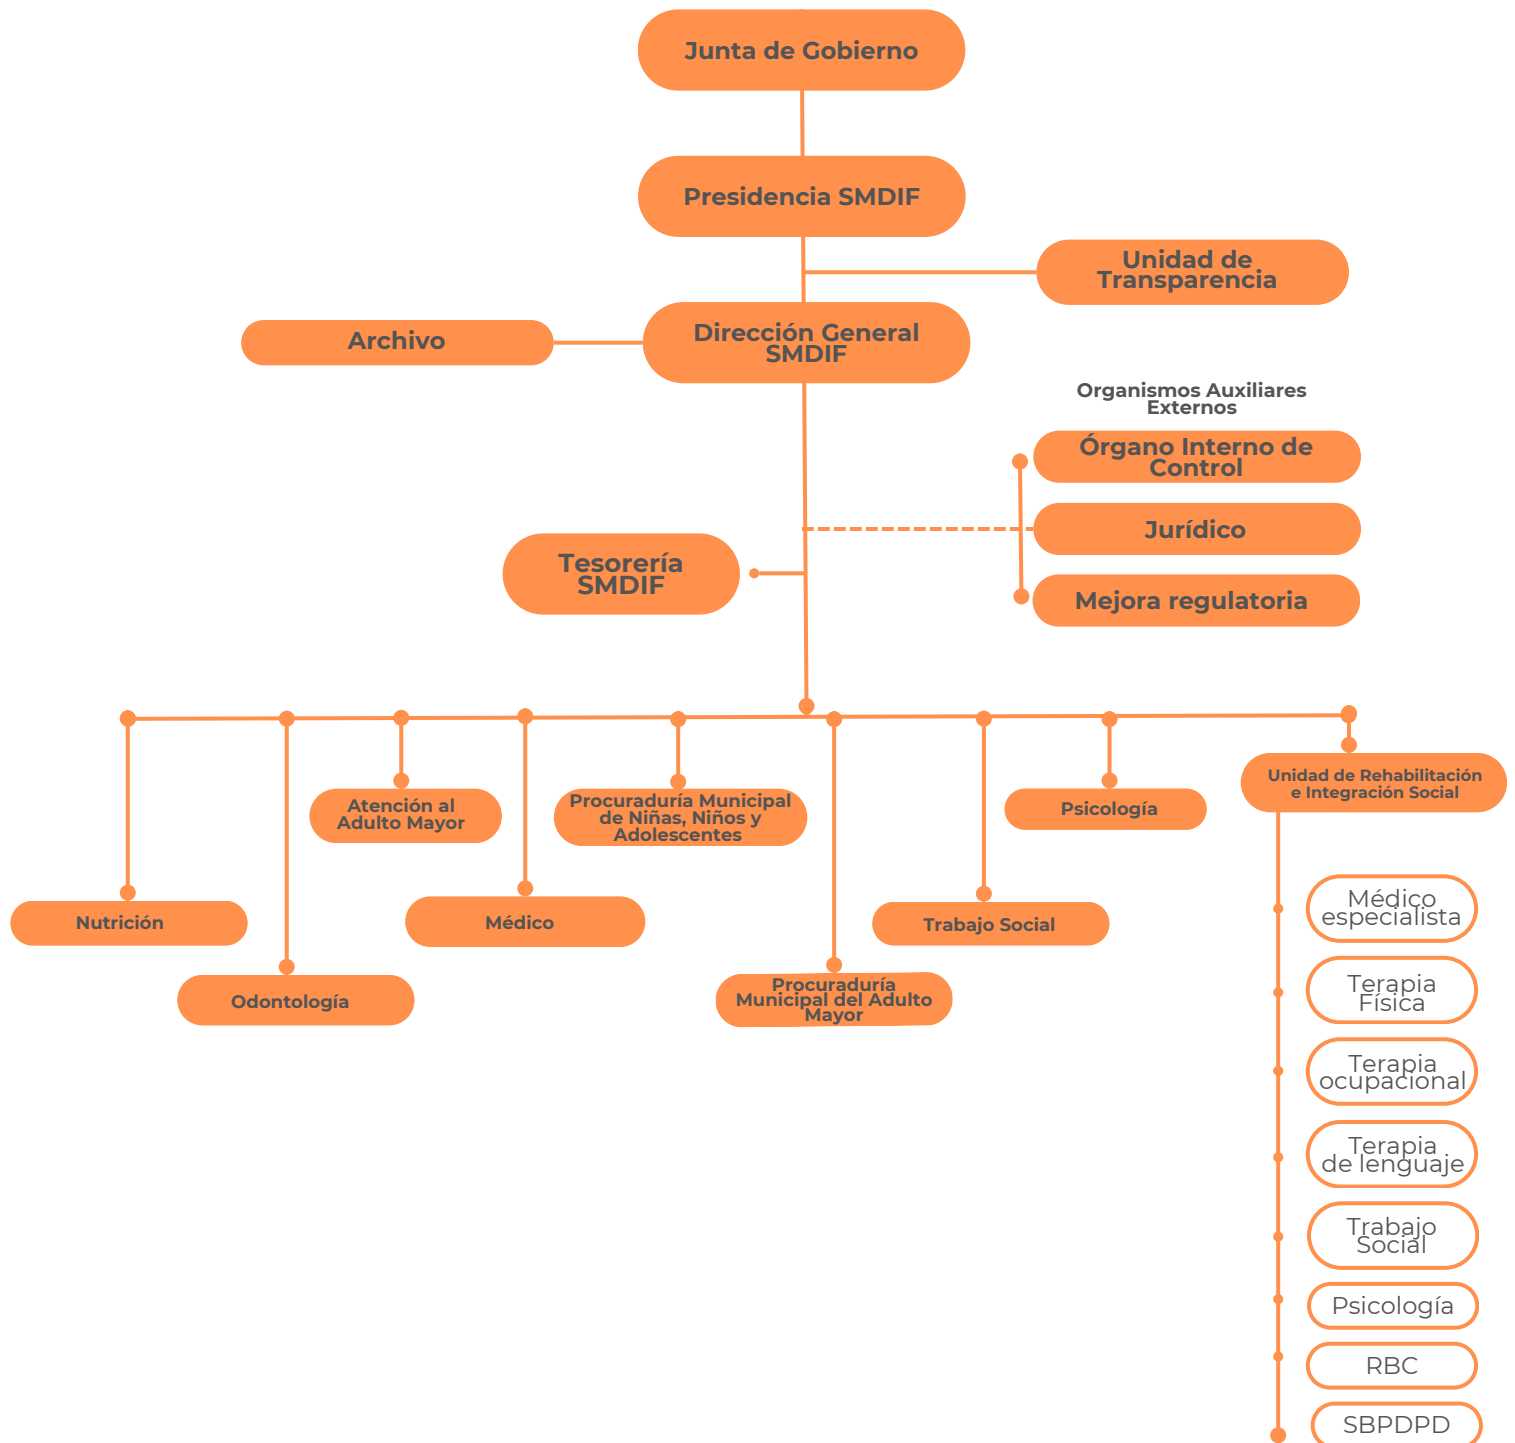 Junta de Gobierno
Presidencia SMDIF
Unidad de
Transparencia
Dirección General
SMDIF
Archivo
Organismos Auxiliares
Externos
Órgano Interno de
Control
Jurídico
Mejora regulatoria
Tesorería
SMDIF
Unidad de Rehabilitación
e Integración Social
Atención al
Adulto Mayor
Procuraduría Municipal
de Niñas, Niños y
Adolescentes
Psicología
Nutrición
Médico
Trabajo Social
Odontología
Procuraduría
Municipal del Adulto
Mayor
Médico
especialista
Terapia
Física
Terapia
ocupacional
Terapia
de lenguaje
Trabajo
Social
Psicología
RBC
SBPDPD